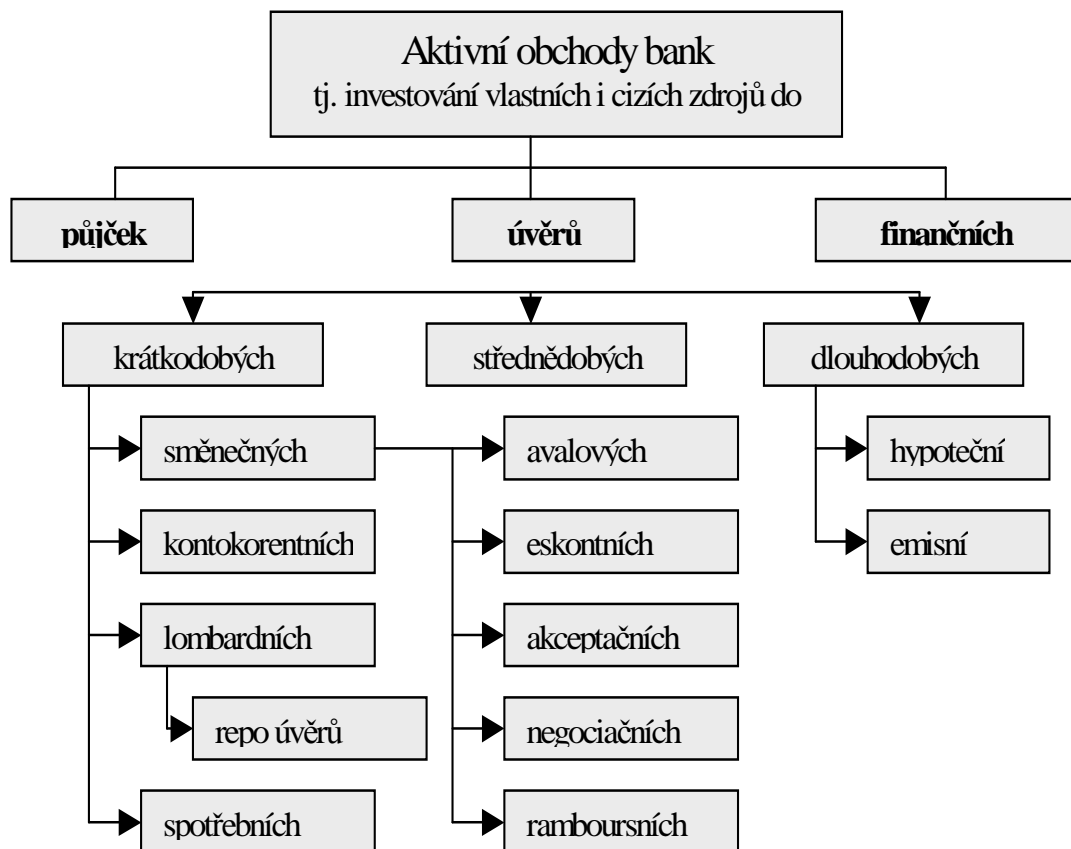 Aktivní obchody bank
tj. investování vlastních i cizích zdrojů do
půjček
úvěrů
finančních
krátkodobých
střednědobých
dlouhodobých
směnečných
avalových
hypoteční
kontokorentních
eskontních
emisní
lombardních
akceptačních
repo úvěrů
negociačních
spotřebních
ramboursních